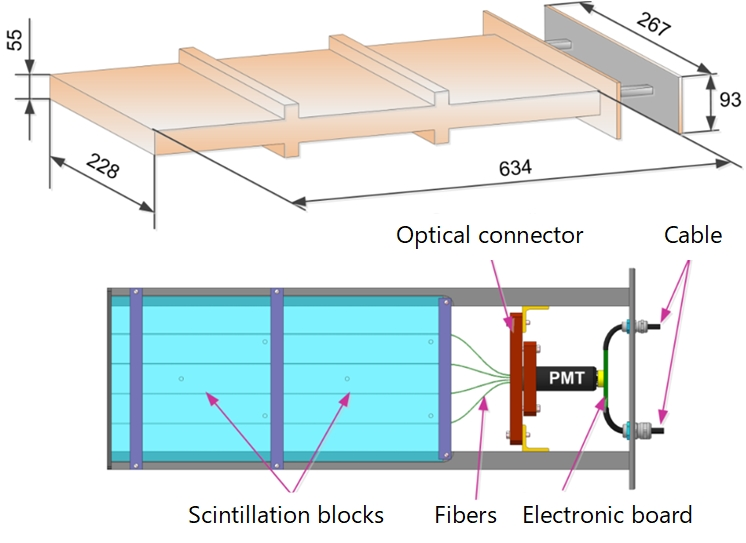 267
55
93
228
634
Optical connector
Cable
PMT
Scintillation blocks
Fibers
Electronic board